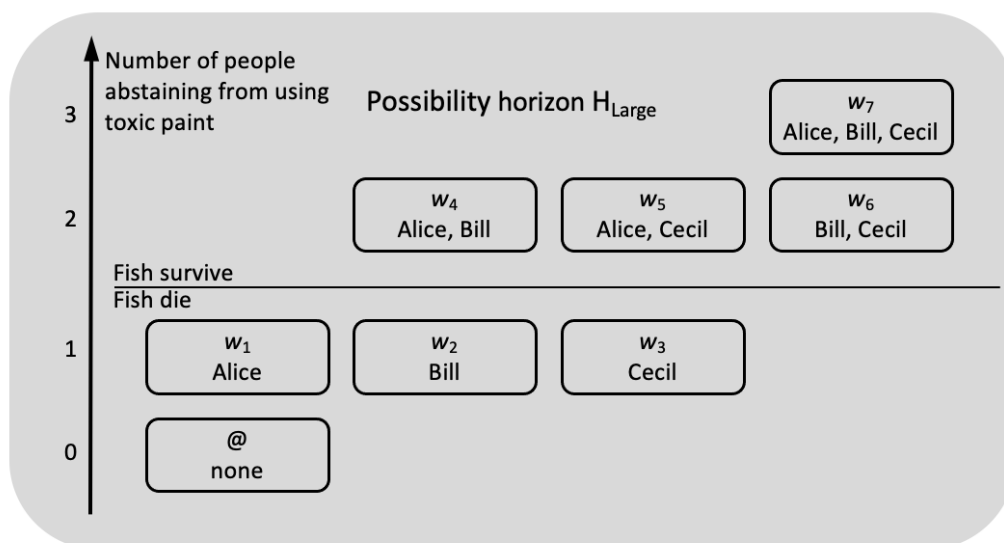 Number of people
abstaining from using
toxic paint
Possibility horizon H_Large
3
w₇
Alice, Bill, Cecil
2
w₄
Alice, Bill
w₅
Alice, Cecil
w₆
Bill, Cecil
Fish survive
Fish die
1
w₁
Alice
w₂
Bill
w₃
Cecil
0
@
none